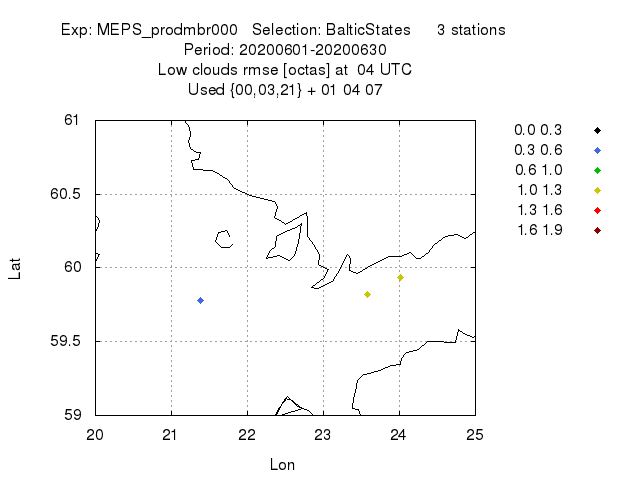 Exp: MEPS_prodmbr000 Selection: BalticStates 3 stations
Period: 20200601-20200630
Low clouds rmse [octas] at 04 UTC
Used {00,03,21} + 01 04 07
61
60.5
60
59.5
59
Lat
20 21 22 23 24 25
Lon
0.0 0.3
0.3 0.6
0.6 1.0
1.0 1.3
1.3 1.6
1.6 1.9